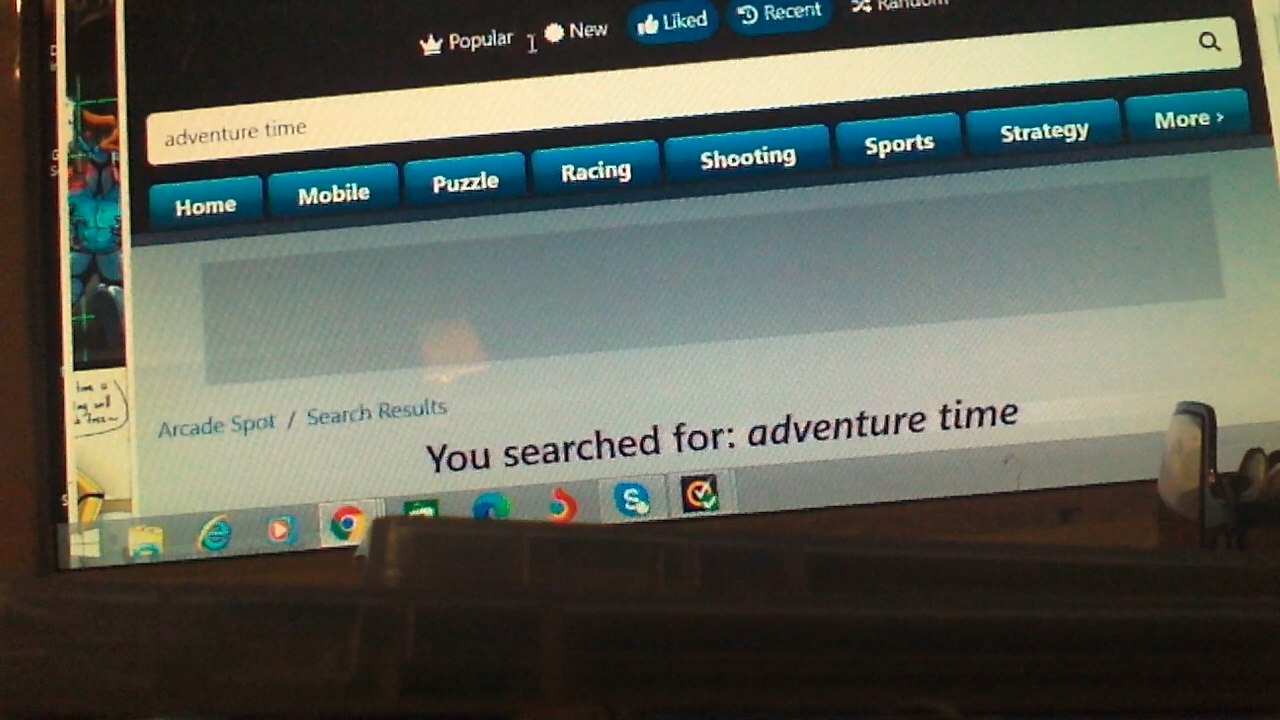 Popular New Liked Recent Random
adventure time
Home Mobile Puzzle Racing Shooting Sports Strategy More ›
Arcade Spot / Search Results
You searched for: adventure time